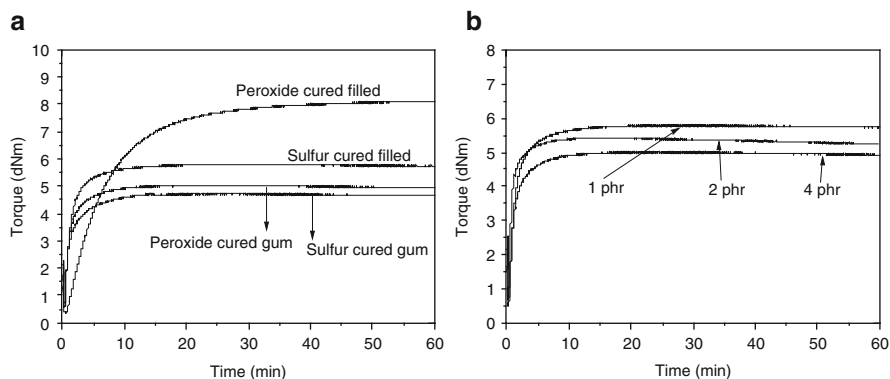 a
10
9
8
7
6
5
4
3
2
1
0
Torque (dNm)
Peroxide cured filled
Sulfur cured filled
Peroxide cured gum
Sulfur cured gum
0 10 20 30 40 50 60
Time (min)
b
8
7
6
5
4
3
2
1
0
Torque (dNm)
1 phr
2 phr
4 phr
0 10 20 30 40 50 60
Time (min)